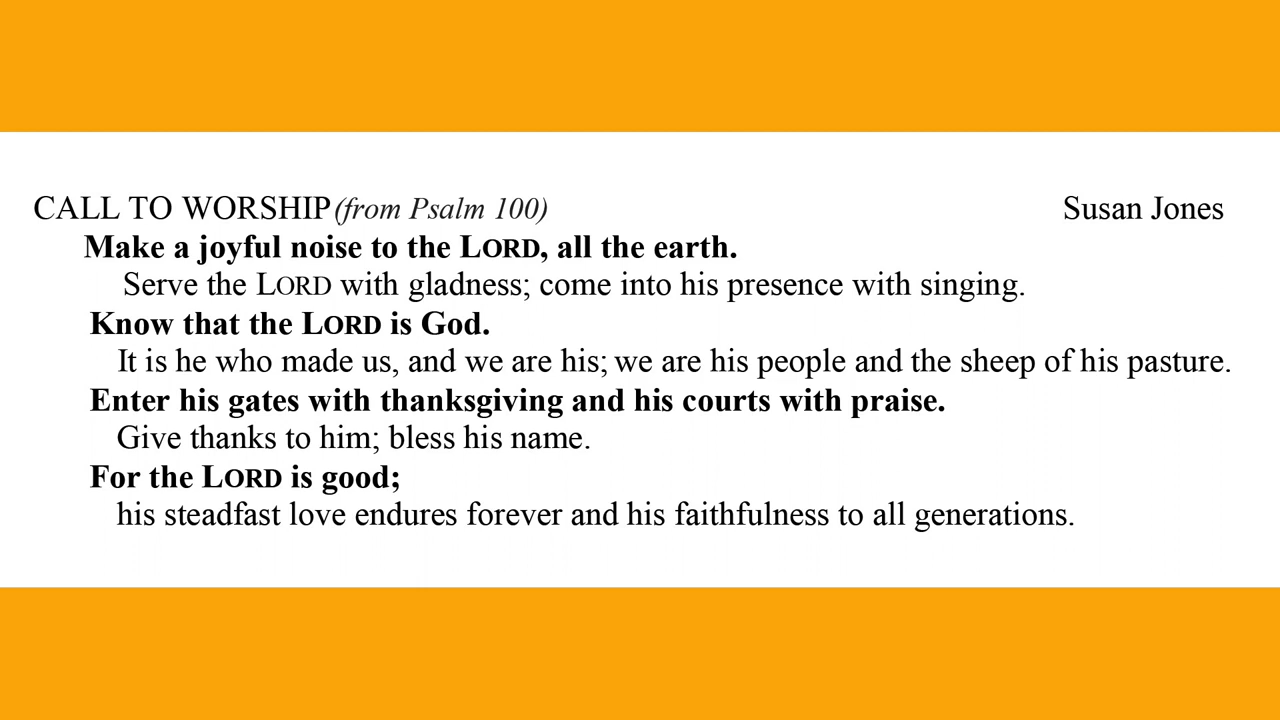 CALL TO WORSHIP (from Psalm 100) Susan Jones
Make a joyful noise to the LORD, all the earth.
Serve the LORD with gladness; come into his presence with singing.
Know that the LORD is God.
It is he who made us, and we are his; we are his people and the sheep of his pasture.
Enter his gates with thanksgiving and his courts with praise.
Give thanks to him; bless his name.
For the LORD is good;
his steadfast love endures forever and his faithfulness to all generations.